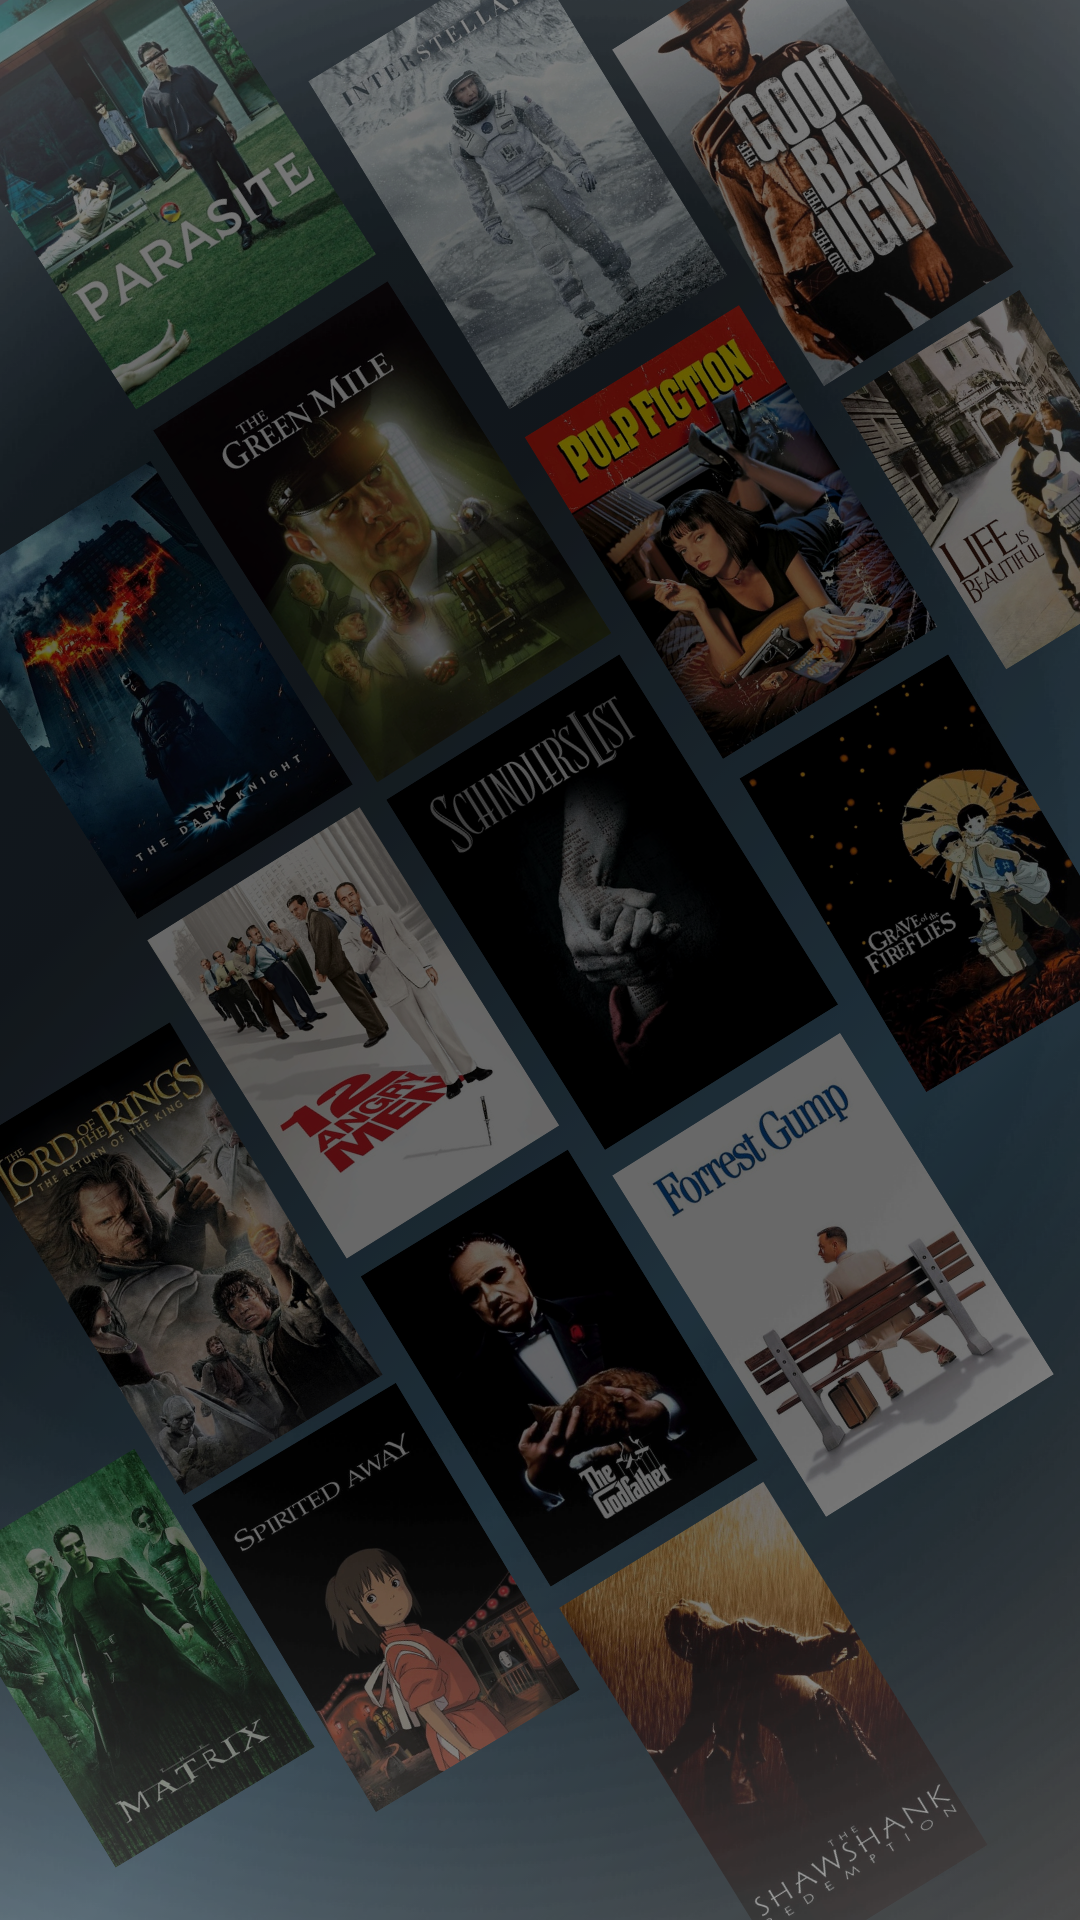 PARASITE
INTERSTELLAR
THE GOOD
THE BAD
AND THE UGLY
THE
GREEN MILE
PULP FICTION
LIFE IS
BEAUTIFUL
THE DARK KNIGHT
SCHINDLER'S LIST
GRAVE of the
FIREFLIES
12
ANGRY
MEN
THE
LORD OF THE RINGS
THE RETURN OF THE KING
Forrest Gump
The
Godfather
SPIRITED AWAY
MATRIX
THE
SHAWSHANK
REDEMPTION